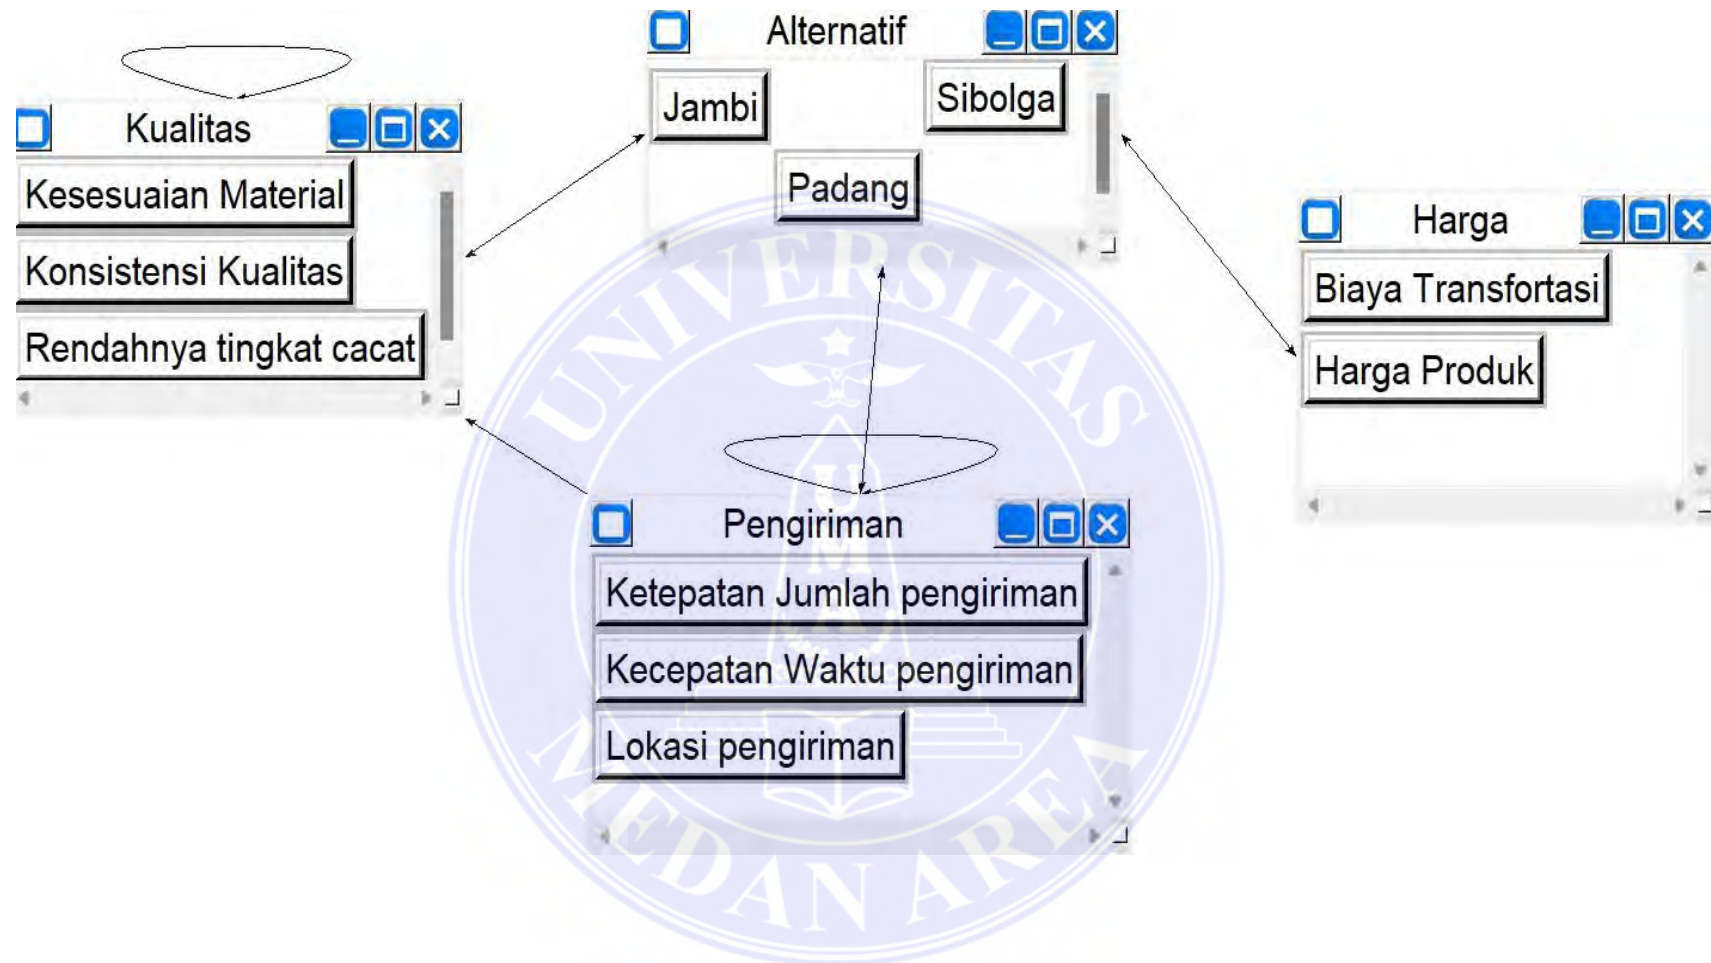 Alternatif
Jambi
Sibolga
Padang
Kualitas
Kesesuaian Material
Konsistensi Kualitas
Rendahnya tingkat cacat
Harga
Biaya Transfortasi
Harga Produk
Pengiriman
Ketepatan Jumlah pengiriman
Kecepatan Waktu pengiriman
Lokasi pengiriman
UNIVERSITAS
MEDAN AREA
UMA